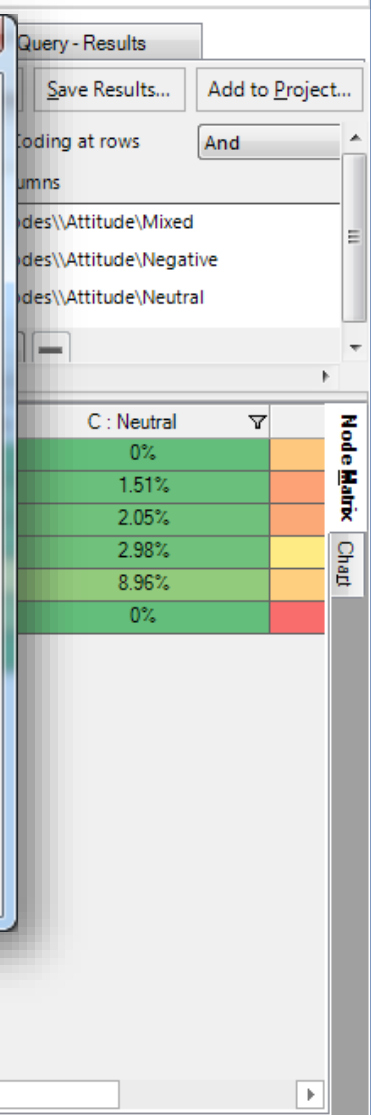 Query - Results
Save Results... Add to Project...
Coding at rows And
umns
odes\\Attitude\Mixed
odes\\Attitude\Negative
odes\\Attitude\Neutral
C : Neutral
0%
1.51%
2.05%
2.98%
8.96%
0%
Node Matrix
Chart